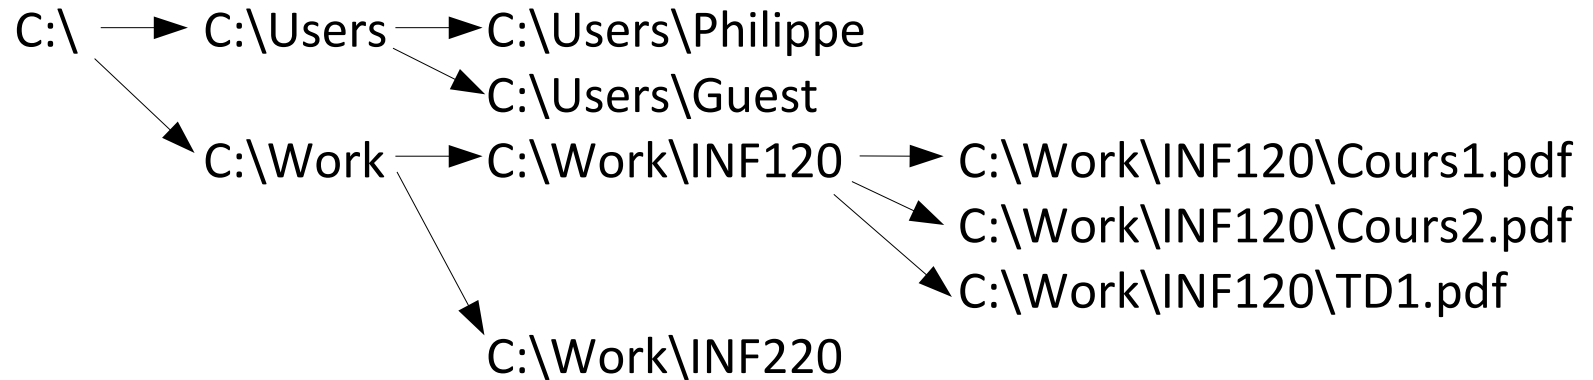 C:\ C:\Users C:\Users\Philippe
C:\Users\Guest
C:\Work C:\Work\INF120 C:\Work\INF120\Cours1.pdf
C:\Work\INF120\Cours2.pdf
C:\Work\INF120\TD1.pdf
C:\Work\INF220